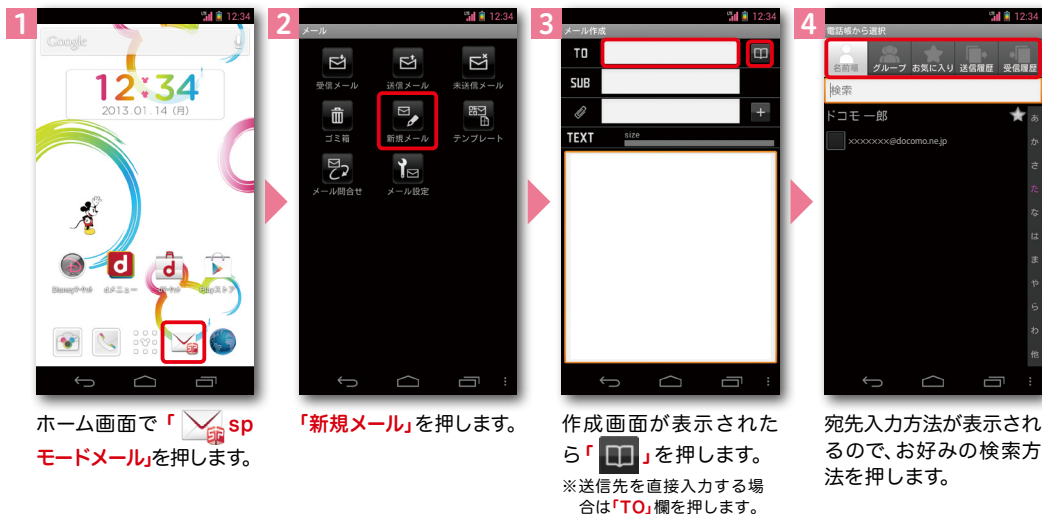 1
12:34
Google
12:34
2013.01.14 (月)
dメニュー
ホーム画面で「 sp
モードメール」を押します。
2
12:34
メール
受信メール
送信メール
未送信メール
ゴミ箱
新規メール
テンプレート
メール問合せ
メール設定
「新規メール」を押します。
3
12:34
メール作成
TO
SUB
+
TEXT
size
作成画面が表示された
ら「 」を押します。
※送信先を直接入力する場
合は「TO」欄を押します。
4
12:34
電話帳から選択
名前順 グループ お気に入り 送信履歴 受信履歴
検索
ドコモ 一郎
xxxxxxx@docomo.ne.jp
あ
か
さ
た
な
は
ま
や
ら
わ
他
宛先入力方法が表示され
るので、お好みの検索方
法を押します。